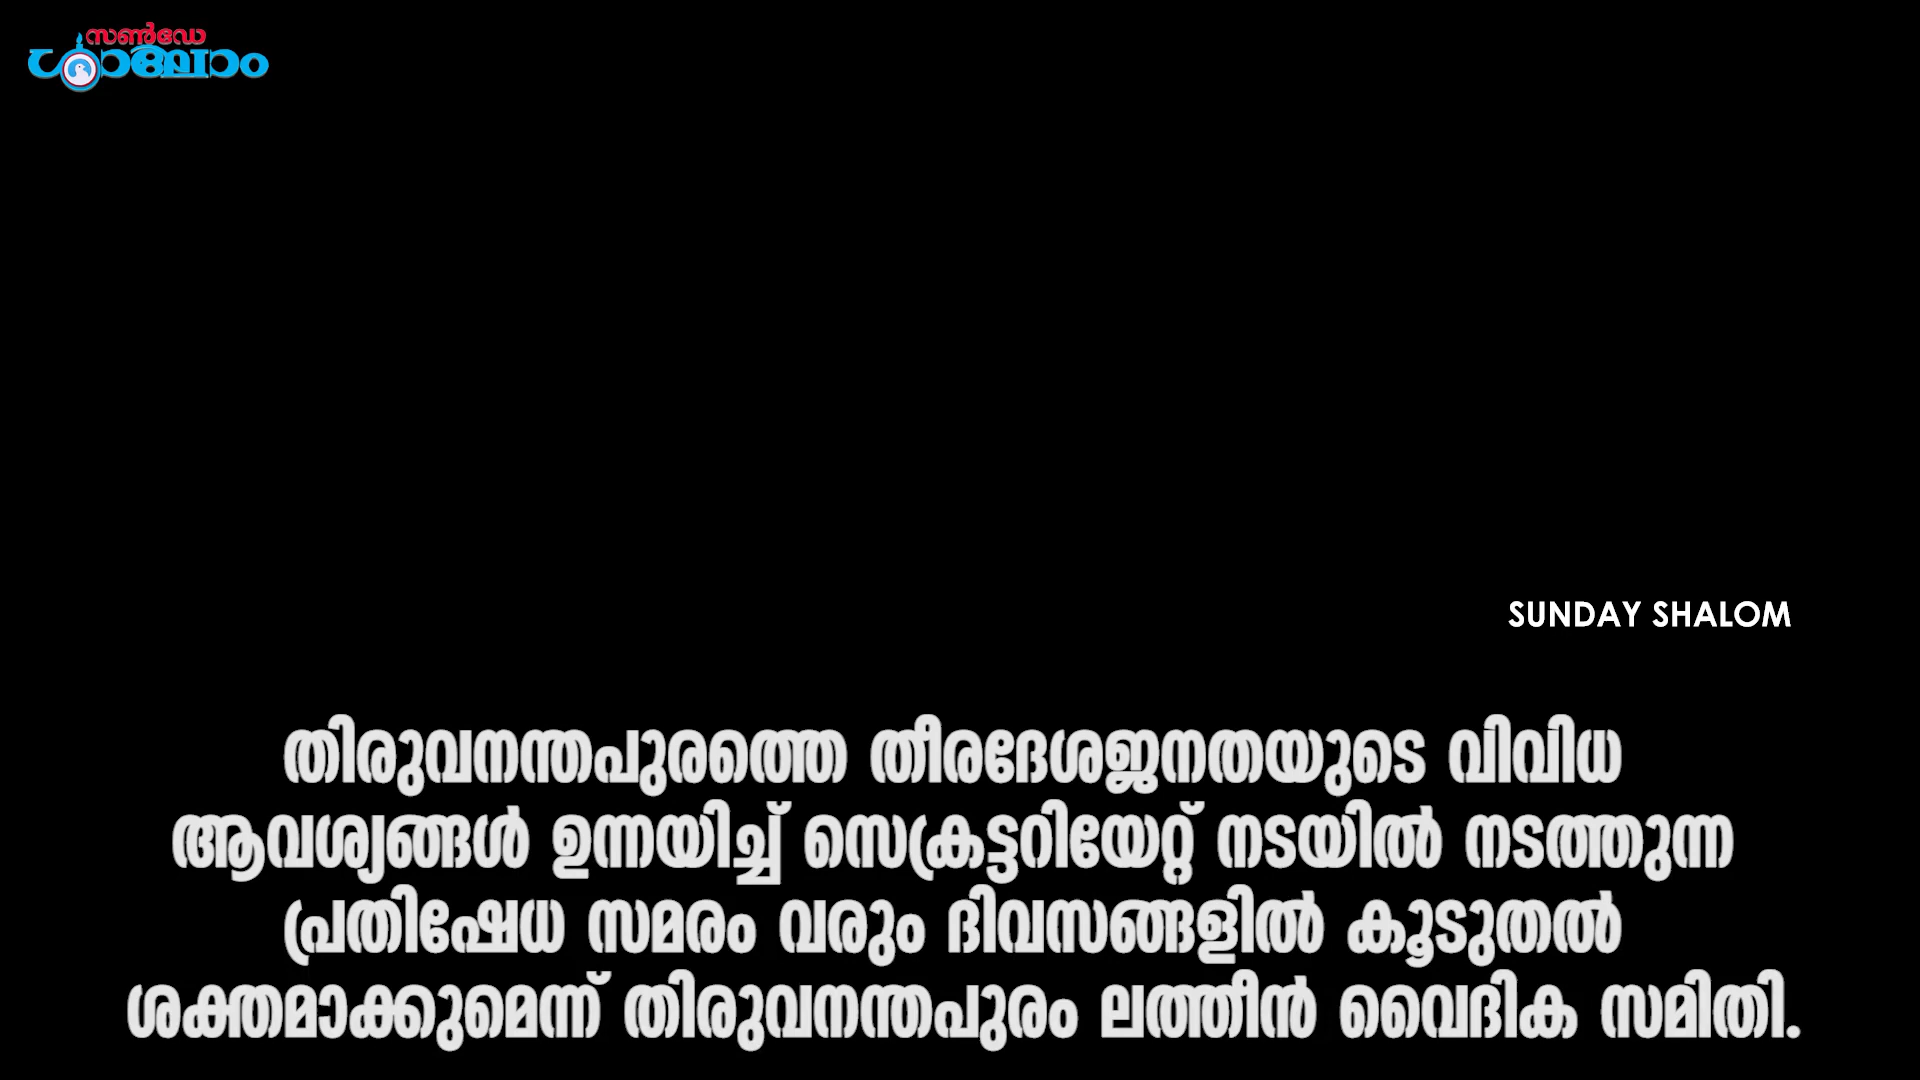 സൺഡേ
ശാലോം
SUNDAY SHALOM
തിരുവനന്തപുരത്തെ തീരദേശജനതയുടെ വിവിധ
ആവശ്യങ്ങൾ ഉന്നയിച്ച് സെക്രട്ടറിയേറ്റ് നടയിൽ നടത്തുന്ന
പ്രതിഷേധ സമരം വരും ദിവസങ്ങളിൽ കൂടുതൽ
ശക്തമാക്കുമെന്ന് തിരുവനന്തപുരം ലത്തീൻ വൈദിക സമിതി.